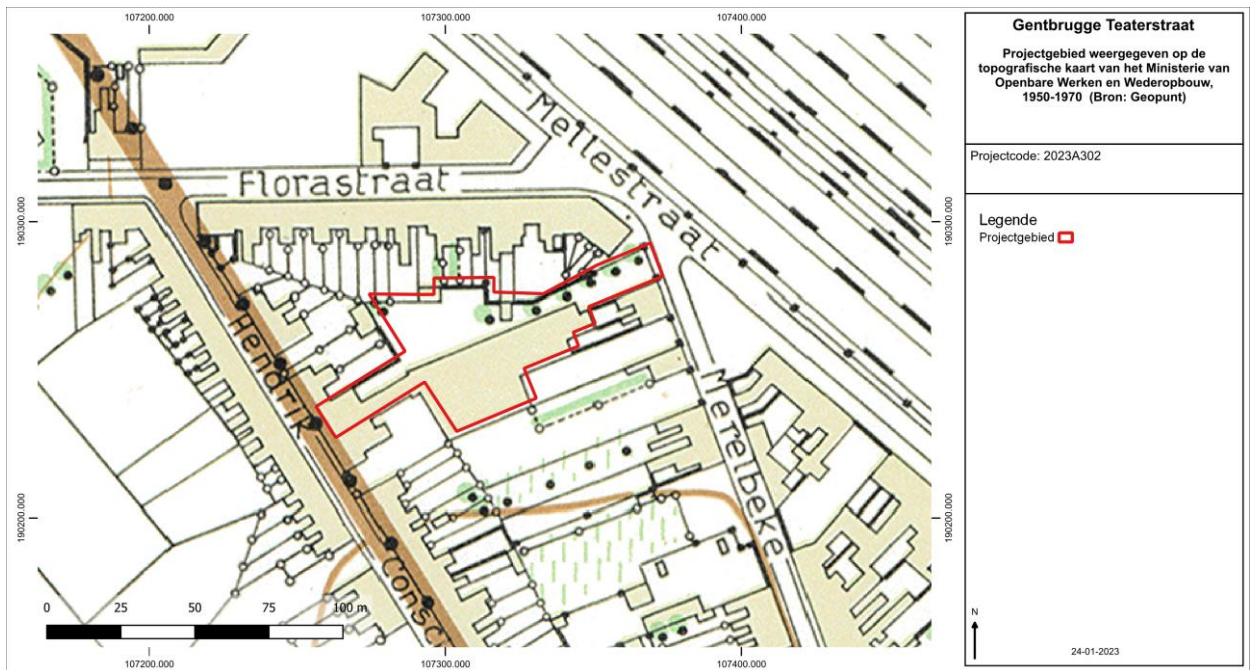 107200.000
107300.000
107400.000
190300.000
190300.000
190200.000
190200.000
Florastraat
Mellestraat
Hendrik
Consc
Merelbeke
0 25 50 75 100 m
107200.000
107300.000
107400.000
Gentbrugge Teaterstraat
Projectgebied weergegeven op de
topografische kaart van het Ministerie van
Openbare Werken en Wederopbouw,
1950-1970 (Bron: Geopunt)
Projectcode: 2023A302
Legende
Projectgebied
N
24-01-2023